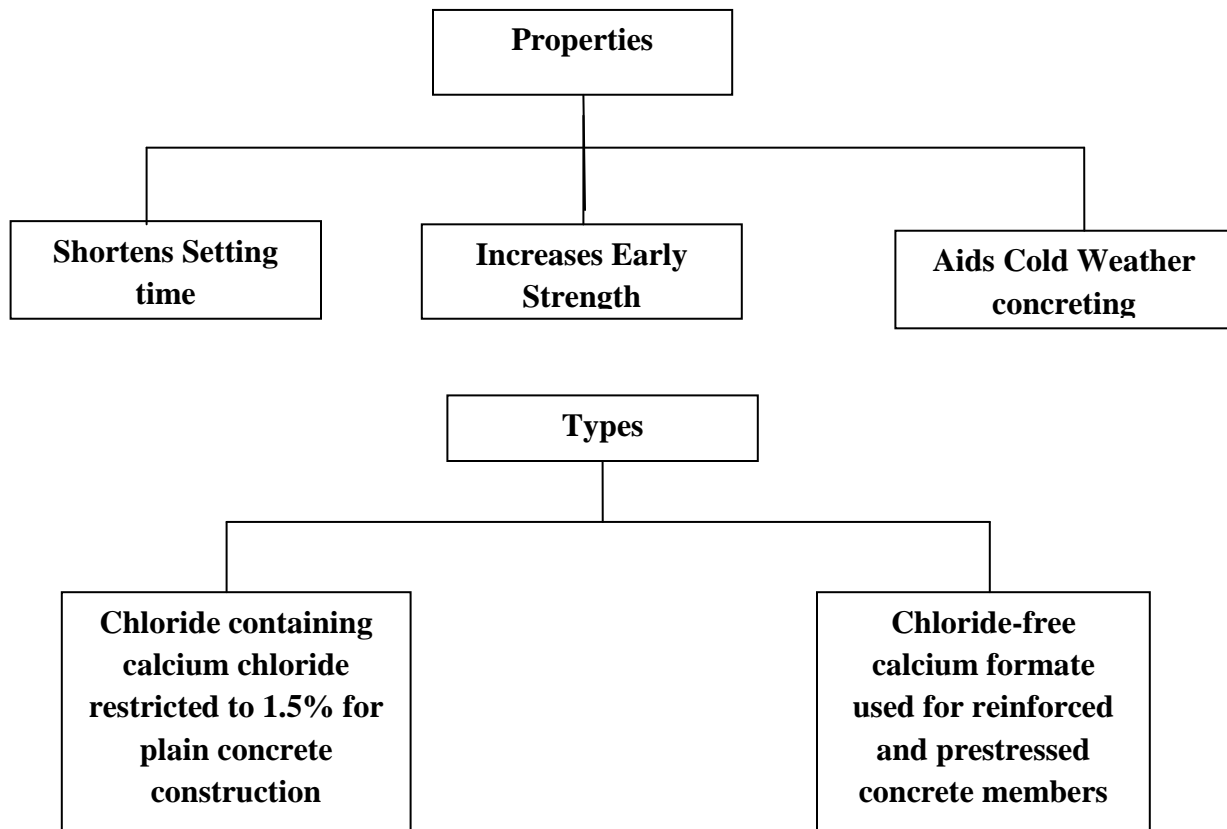 Properties
Shortens Setting
time
Increases Early
Strength
Aids Cold Weather
concreting
Types
Chloride containing
calcium chloride
restricted to 1.5% for
plain concrete
construction
Chloride-free
calcium formate
used for reinforced
and prestressed
concrete members